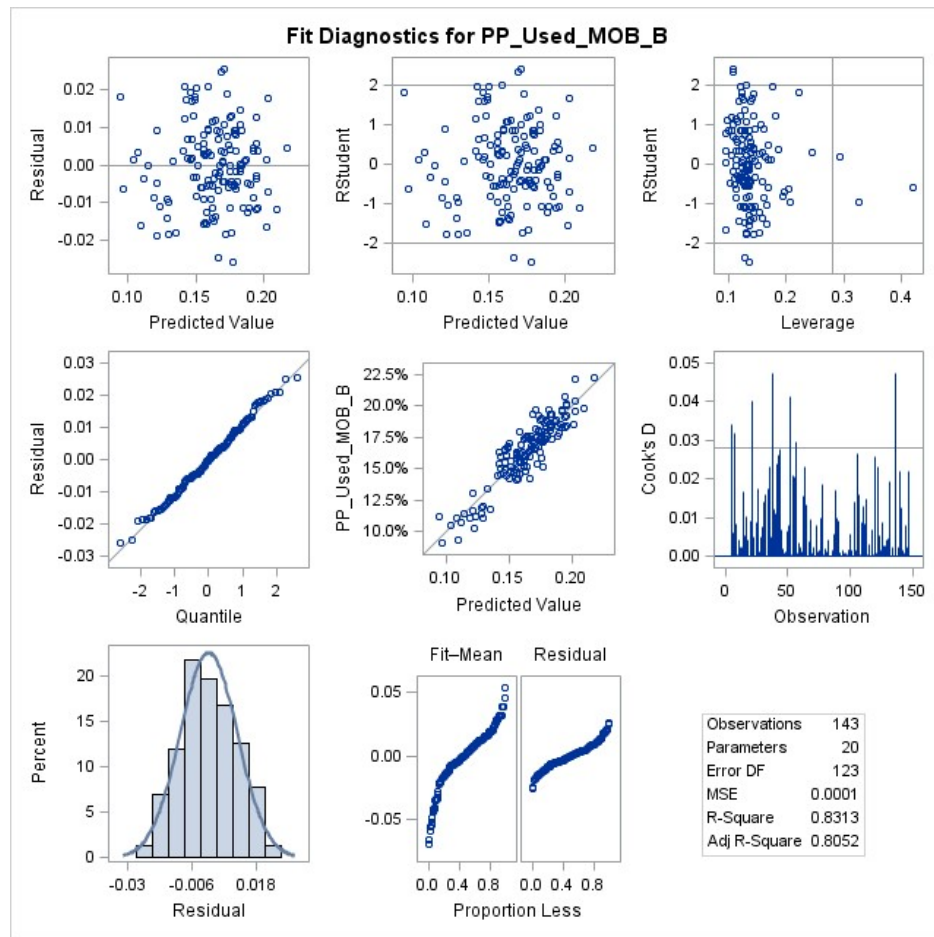 Fit Diagnostics for PP_Used_MOB_B
0.02
0.01
0.00
-0.01
-0.02
Residual
0.10 0.15 0.20
Predicted Value
2
1
0
-1
-2
RStudent
0.10 0.15 0.20
Predicted Value
2
1
0
-1
-2
RStudent
0.1 0.2 0.3 0.4
Leverage
0.03
0.02
0.01
0.00
-0.01
-0.02
-0.03
Residual
-2 -1 0 1 2
Quantile
22.5%
20.0%
17.5%
15.0%
12.5%
10.0%
PP_Used_MOB_B
0.10 0.15 0.20
Predicted Value
0.05
0.04
0.03
0.02
0.01
0.00
Cook's D
0 50 100 150
Observation
20
15
10
5
0
Percent
-0.03 -0.006 0.018
Residual
Fit–Mean Residual
0.05
0.00
-0.05
0.0 0.4 0.8 0.0 0.4 0.8
Proportion Less
Observations 143
Parameters 20
Error DF 123
MSE 0.0001
R-Square 0.8313
Adj R-Square 0.8052